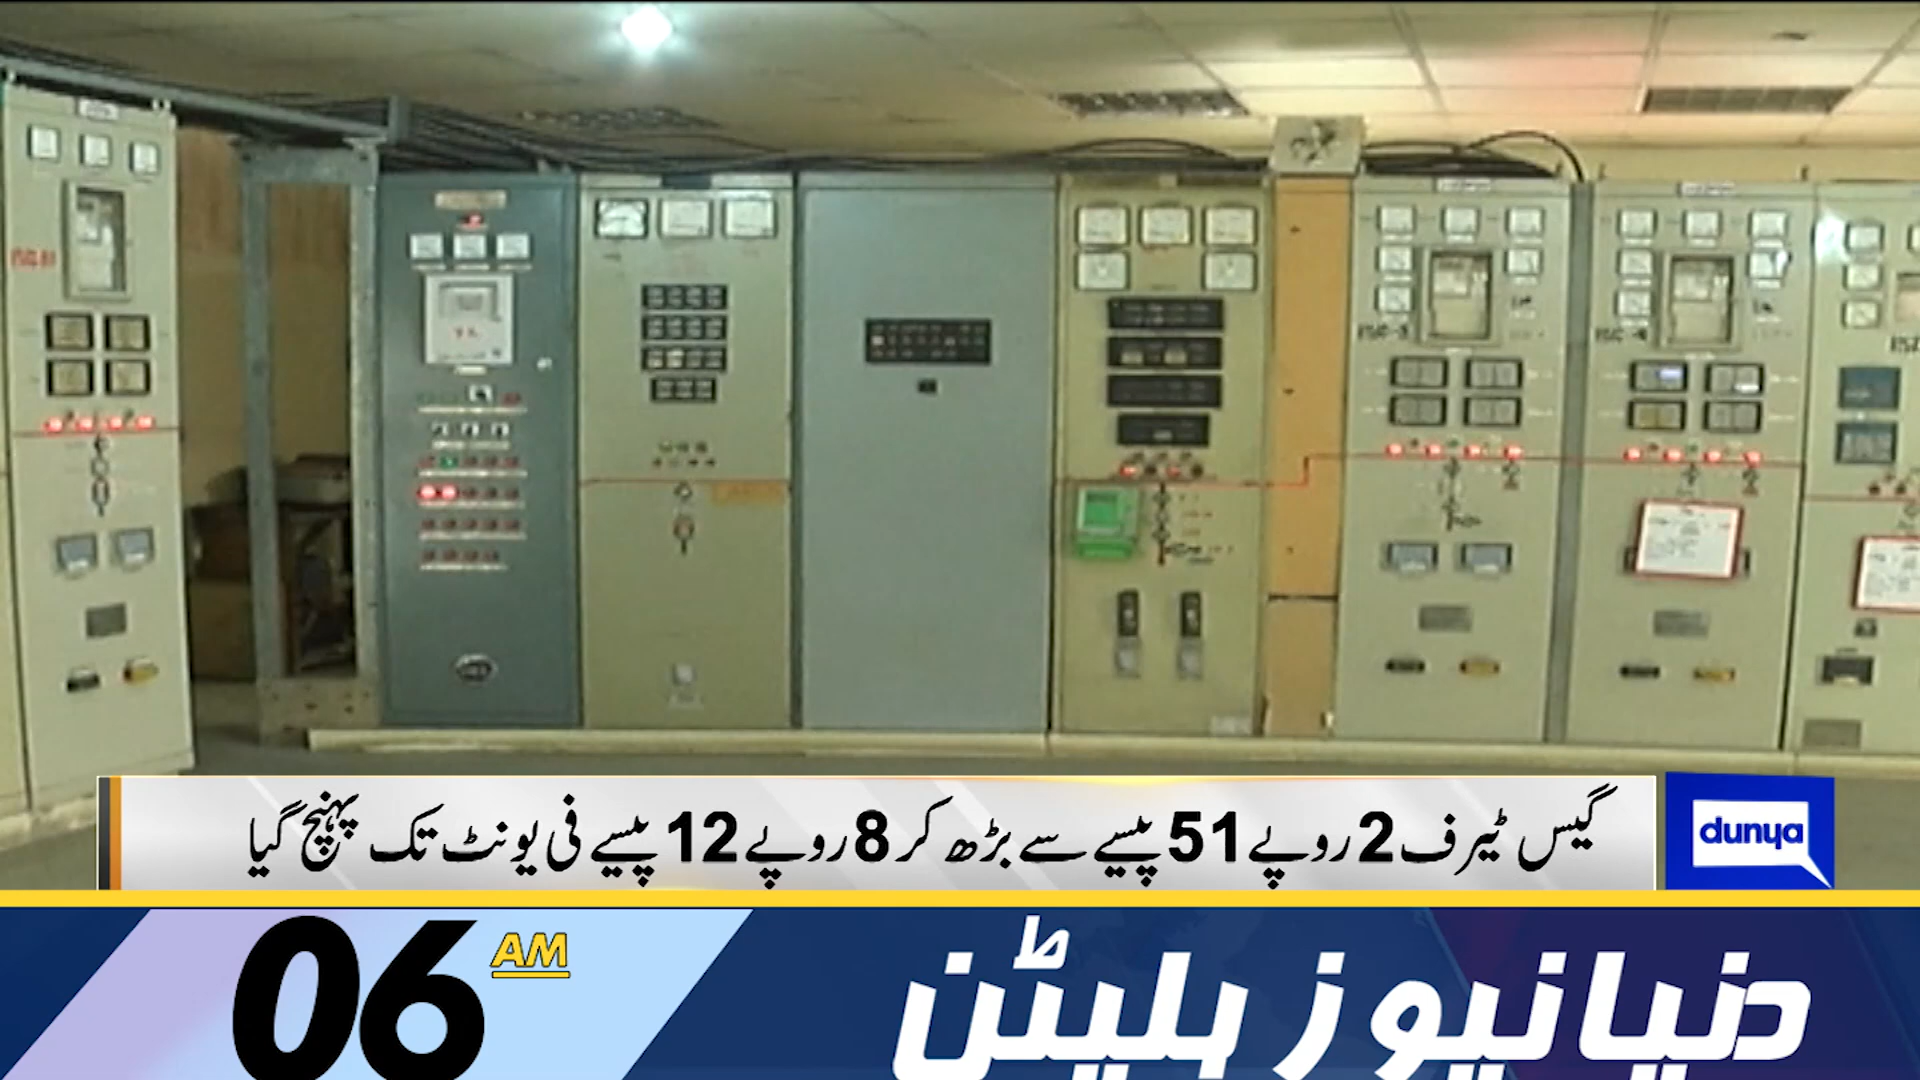 گیس ٹیرف 2 روپے 51 پیسے سے بڑھ کر 8 روپے 12 پیسے فی یونٹ تک پہنچ گیا
dunya
06 AM
دنیا نیوز بلیٹن